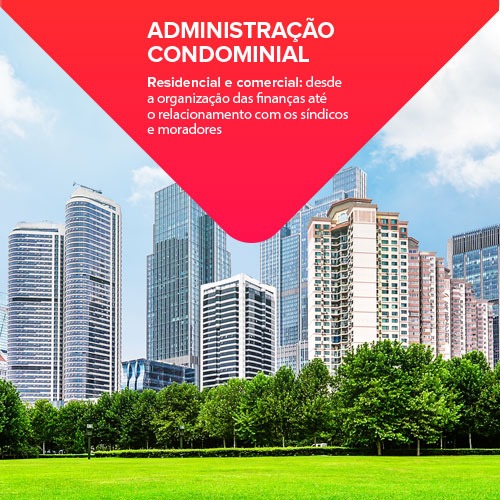 ADMINISTRAÇÃO
CONDOMINIAL
Residencial e comercial: desde
a organização das finanças até
o relacionamento com os síndicos
e moradores